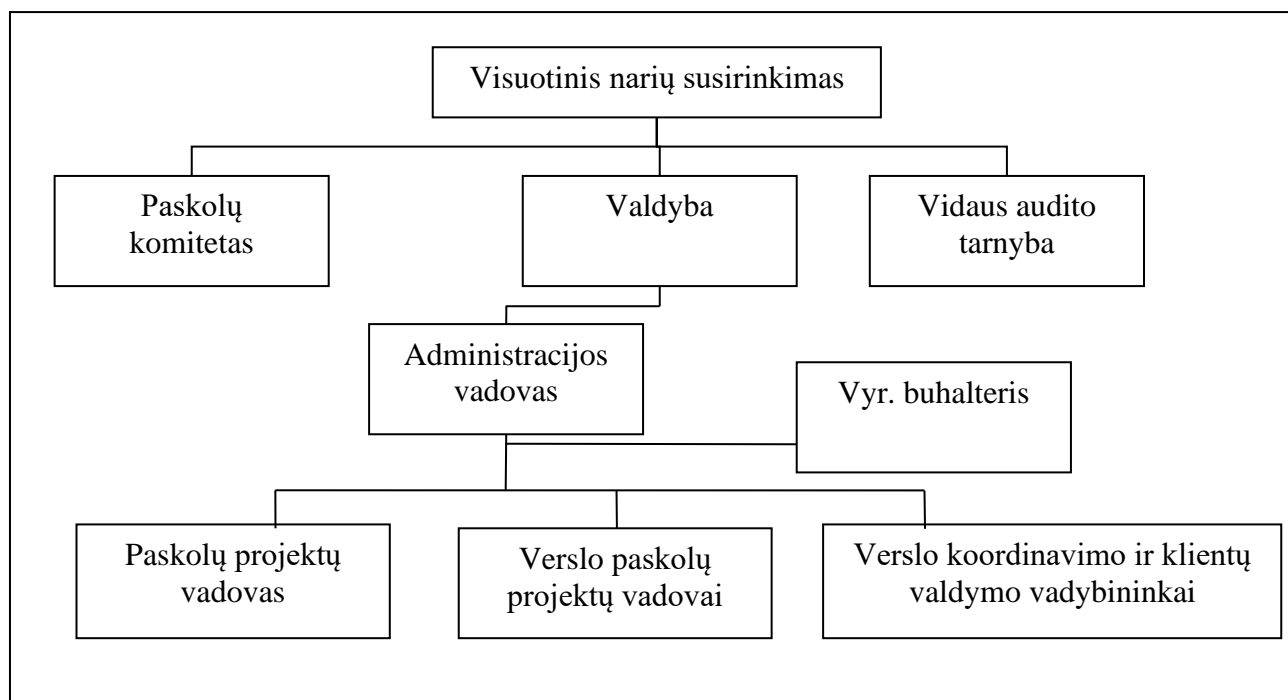 Visuotinis narių susirinkimas
Paskolų
komitetas
Valdyba
Vidaus audito
tarnyba
Administracijos
vadovas
Vyr. buhalteris
Paskolų projektų
vadovas
Verslo paskolų
projektų vadovai
Verslo koordinavimo ir klientų
valdymo vadybininkai